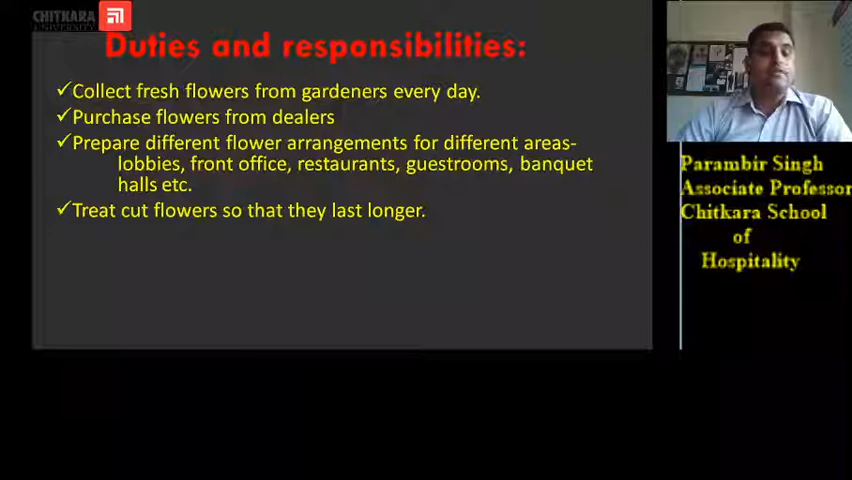 CHITKARA
UNIVERSITY
Duties and responsibilities:
✓Collect fresh flowers from gardeners every day.
✓Purchase flowers from dealers
✓Prepare different flower arrangements for different areas-
lobbies, front office, restaurants, guestrooms, banquet
halls etc.
✓Treat cut flowers so that they last longer.
Parambir Singh
Associate Professor
Chitkara School
of
Hospitality